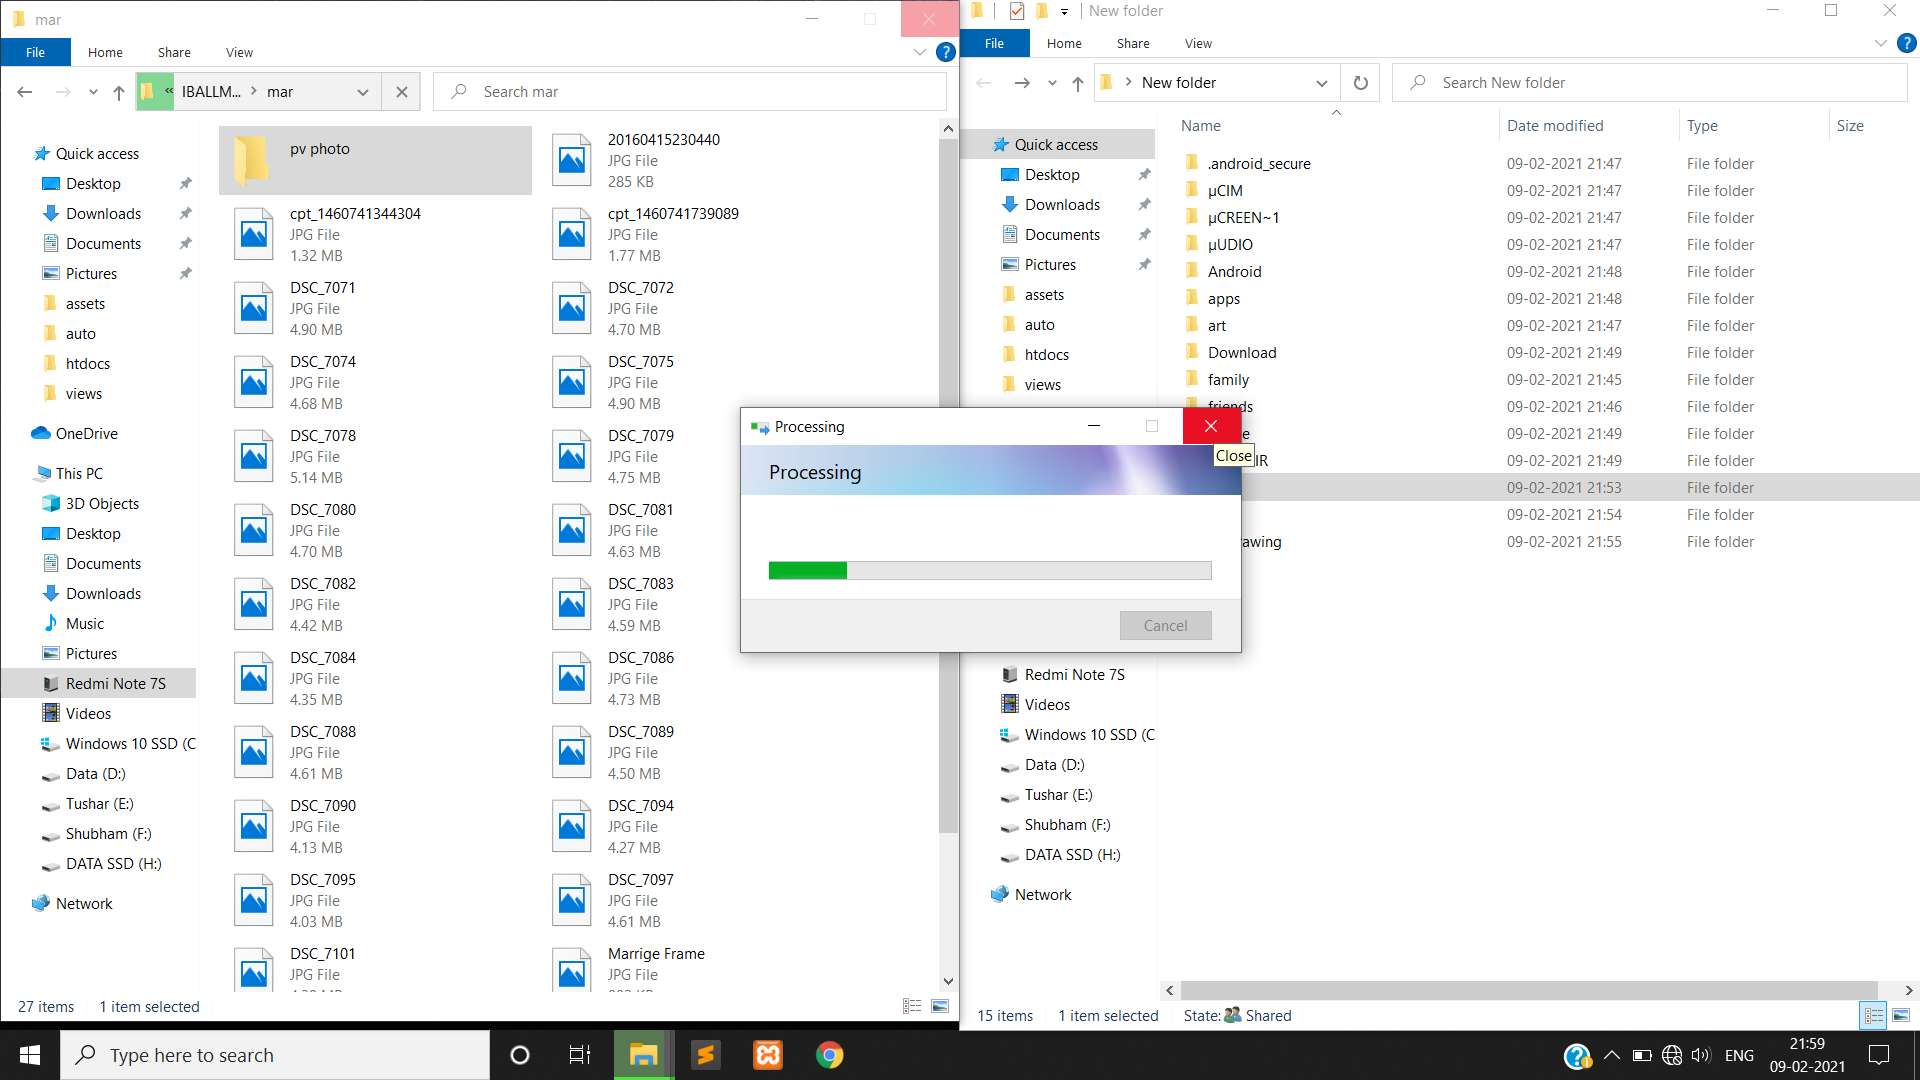 mar
File
Home
Share
View
« IBALLM... > mar
Search mar
Quick access
Desktop
Downloads
Documents
Pictures
assets
auto
htdocs
views
OneDrive
This PC
3D Objects
Desktop
Documents
Downloads
Music
Pictures
Redmi Note 7S
Videos
Windows 10 SSD (C
Data (D:)
Tushar (E:)
Shubham (F:)
DATA SSD (H:)
Network
pv photo
20160415230440
JPG File
285 KB
cpt_1460741344304
JPG File
1.32 MB
cpt_1460741739089
JPG File
1.77 MB
DSC_7071
JPG File
4.90 MB
DSC_7072
JPG File
4.70 MB
DSC_7074
JPG File
4.68 MB
DSC_7075
JPG File
4.90 MB
DSC_7078
JPG File
5.14 MB
DSC_7079
JPG File
4.75 MB
DSC_7080
JPG File
4.70 MB
DSC_7081
JPG File
4.63 MB
DSC_7082
JPG File
4.42 MB
DSC_7083
JPG File
4.59 MB
DSC_7084
JPG File
4.35 MB
DSC_7086
JPG File
4.73 MB
DSC_7088
JPG File
4.61 MB
DSC_7089
JPG File
4.50 MB
DSC_7090
JPG File
4.13 MB
DSC_7094
JPG File
4.27 MB
DSC_7095
JPG File
4.03 MB
DSC_7097
JPG File
4.61 MB
DSC_7101
JPG File
Marrige Frame
JPG File
27 items 1 item selected
New folder
File
Home
Share
View
> New folder
Search New folder
Quick access
Desktop
Downloads
Documents
Pictures
assets
auto
htdocs
views
Redmi Note 7S
Videos
Windows 10 SSD (C
Data (D:)
Tushar (E:)
Shubham (F:)
DATA SSD (H:)
Network
Name Date modified Type Size
.android_secure 09-02-2021 21:47 File folder
µCIM 09-02-2021 21:47 File folder
µCREEN~1 09-02-2021 21:47 File folder
µUDIO 09-02-2021 21:47 File folder
Android 09-02-2021 21:48 File folder
apps 09-02-2021 21:48 File folder
art 09-02-2021 21:47 File folder
Download 09-02-2021 21:49 File folder
family 09-02-2021 21:45 File folder
friends 09-02-2021 21:46 File folder
e 09-02-2021 21:49 File folder
IR 09-02-2021 21:49 File folder
09-02-2021 21:53 File folder
09-02-2021 21:54 File folder
awing 09-02-2021 21:55 File folder
15 items 1 item selected State: Shared
Processing
Close
Processing
Cancel
Type here to search
ENG
21:59
09-02-2021